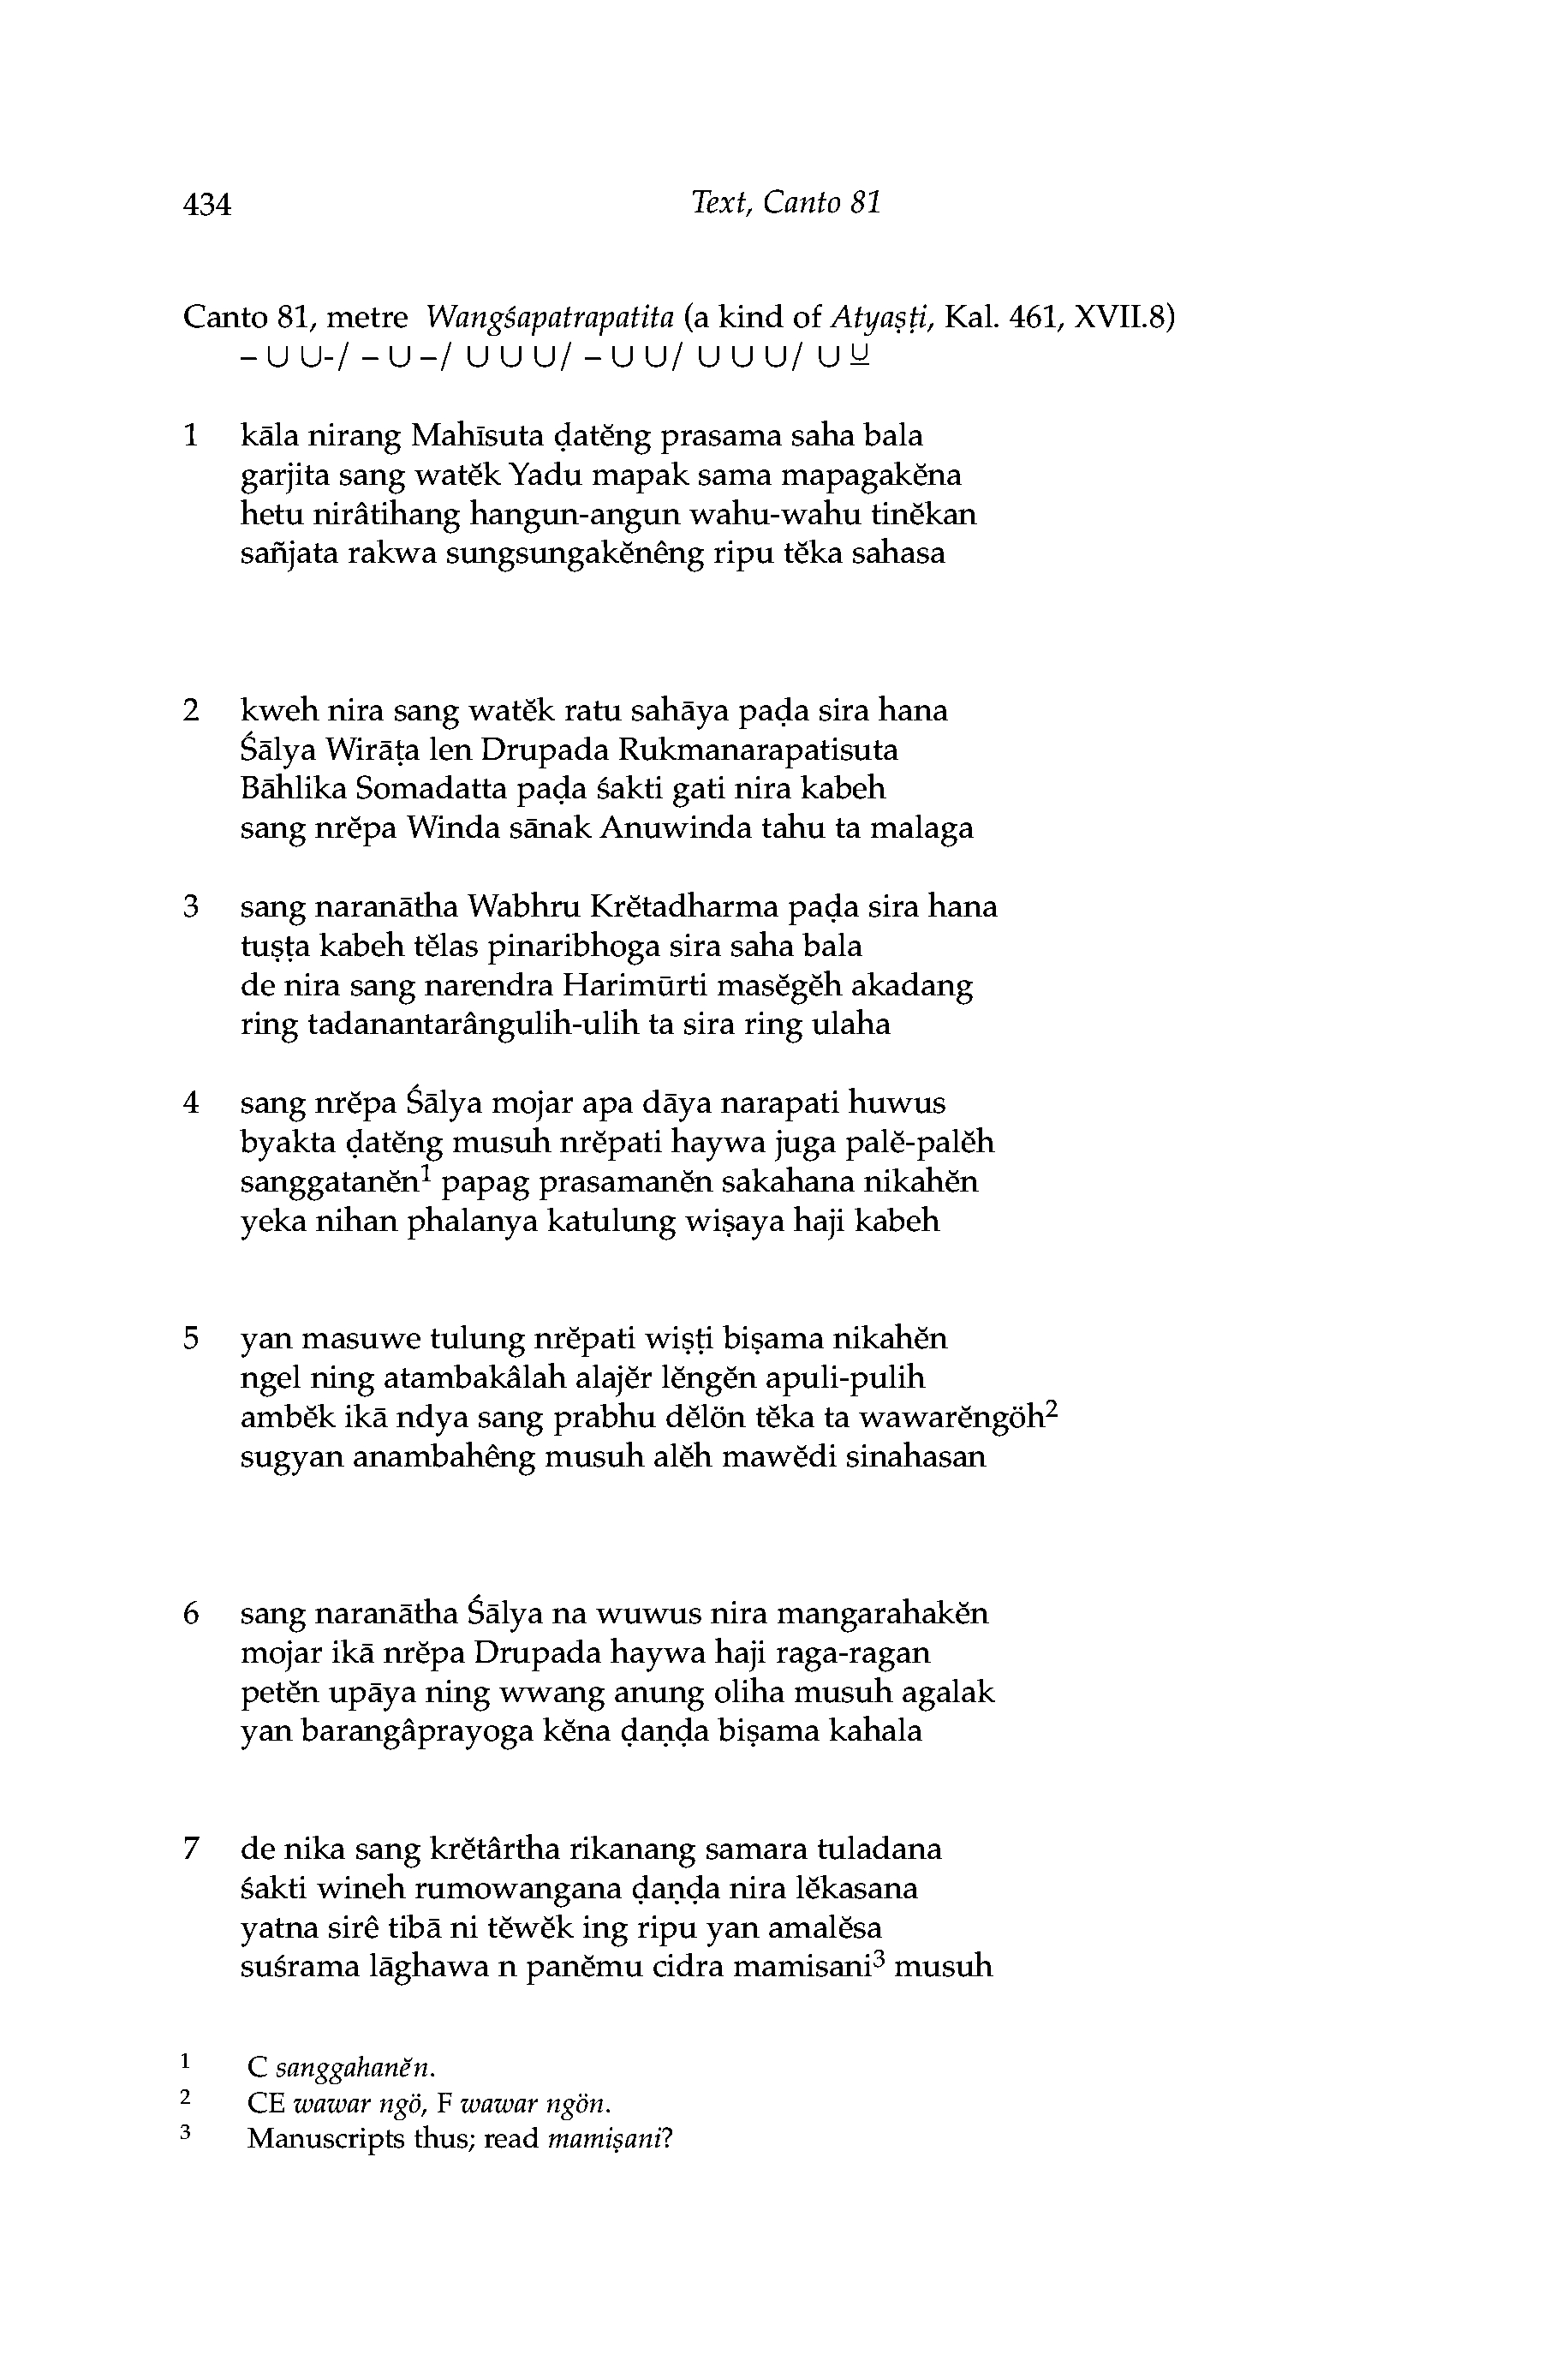 434 Text, Canto 81
Canto 81, metre Wangśapatrapatita (a kind of Atyaṣṭi, Kal. 461, XVII.8)
– ∪ ∪-/ – ∪ –/ ∪ ∪ ∪/ – ∪ ∪/ ∪ ∪ ∪/ ∪ ∪̲
1 kāla nirang Mahīsuta ḍatĕng prasama saha bala
garjita sang watĕk Yadu mapak sama mapagakĕna
hetu nirâtihang hangun-angun wahu-wahu tinĕkan
sañjata rakwa sungsungakĕnêng ripu tĕka sahasa
2 kweh nira sang watĕk ratu sahāya paḍa sira hana
Śālya Wirāṭa len Drupada Rukmanarapatisuta
Bāhlika Somadatta paḍa śakti gati nira kabeh
sang nrĕpa Winda sānak Anuwinda tahu ta malaga
3 sang naranātha Wabhru Krĕtadharma paḍa sira hana
tuṣṭa kabeh tĕlas pinaribhoga sira saha bala
de nira sang narendra Harimūrti masĕgĕh akadang
ring tadanantarângulih-ulih ta sira ring ulaha
4 sang nrĕpa Śālya mojar apa dāya narapati huwus
byakta ḍatĕng musuh nrĕpati haywa juga palĕ-palĕh
sanggatanĕn1 papag prasamanĕn sakahana nikahĕn
yeka nihan phalanya katulung wiṣaya haji kabeh
5 yan masuwe tulung nrĕpati wiṣṭi biṣama nikahĕn
ngel ning atambakâlah alajĕr lĕngĕn apuli-pulih
ambĕk ikā ndya sang prabhu dĕlön tĕka ta wawarĕngöh2
sugyan anambahêng musuh alĕh mawĕdi sinahasan
6 sang naranātha Śālya na wuwus nira mangarahakĕn
mojar ikā nrĕpa Drupada haywa haji raga-ragan
petĕn upāya ning wwang anung oliha musuh agalak
yan barangâprayoga kĕna ḍaṇḍa biṣama kahala
7 de nika sang krĕtârtha rikanang samara tuladana
śakti wineh rumowangana ḍaṇḍa nira lĕkasana
yatna sirê tibā ni tĕwĕk ing ripu yan amalĕsa
suśrama lāghawa n panĕmu cidra mamisani3 musuh
1 C sanggahanĕn.
2 CE wawar ngö, F wawar ngön.
3 Manuscripts thus; read mamiṣani?